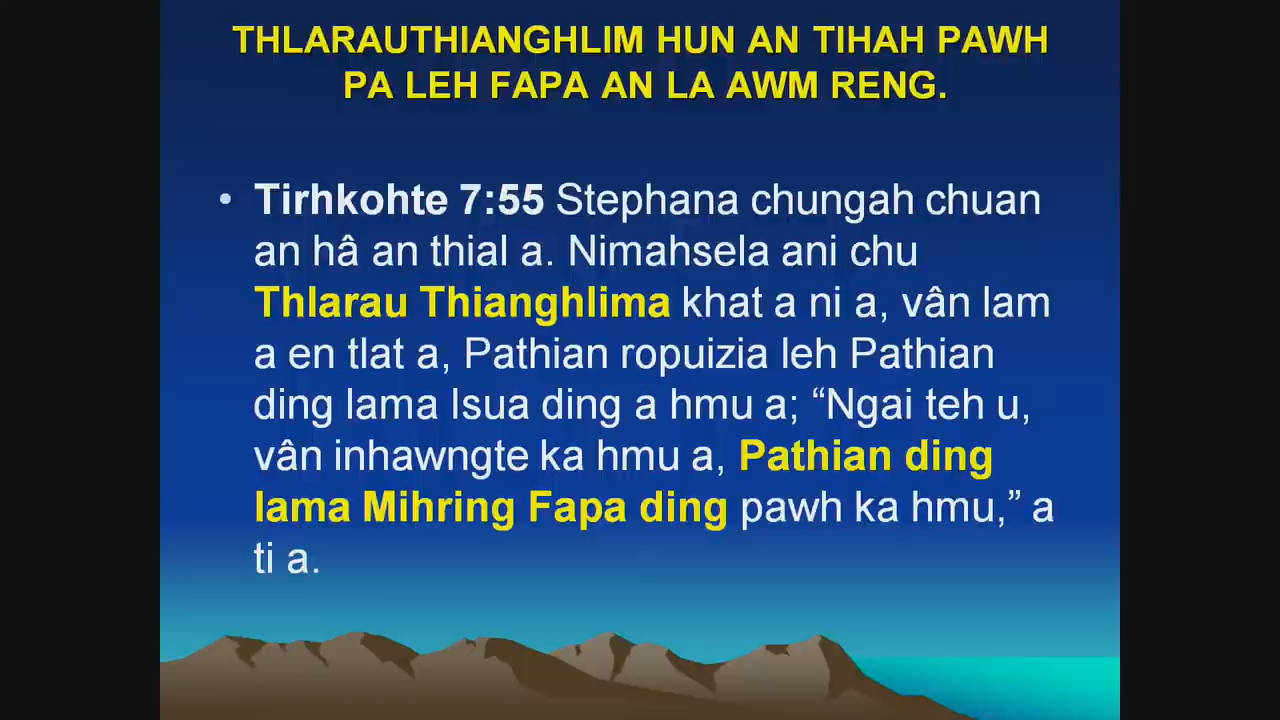 THLARAUTHIANGHLIM HUN AN TIHAH PAWH
PA LEH FAPA AN LA AWM RENG.
• Tirhkohte 7:55 Stephana chungah chuan
an hâ an thial a. Nimahsela ani chu
Thlarau Thianghlima khat a ni a, vân lam
a en tlat a, Pathian ropuizia leh Pathian
ding lama Isua ding a hmu a; “Ngai teh u,
vân inhawngte ka hmu a, Pathian ding
lama Mihring Fapa ding pawh ka hmu,” a
ti a.